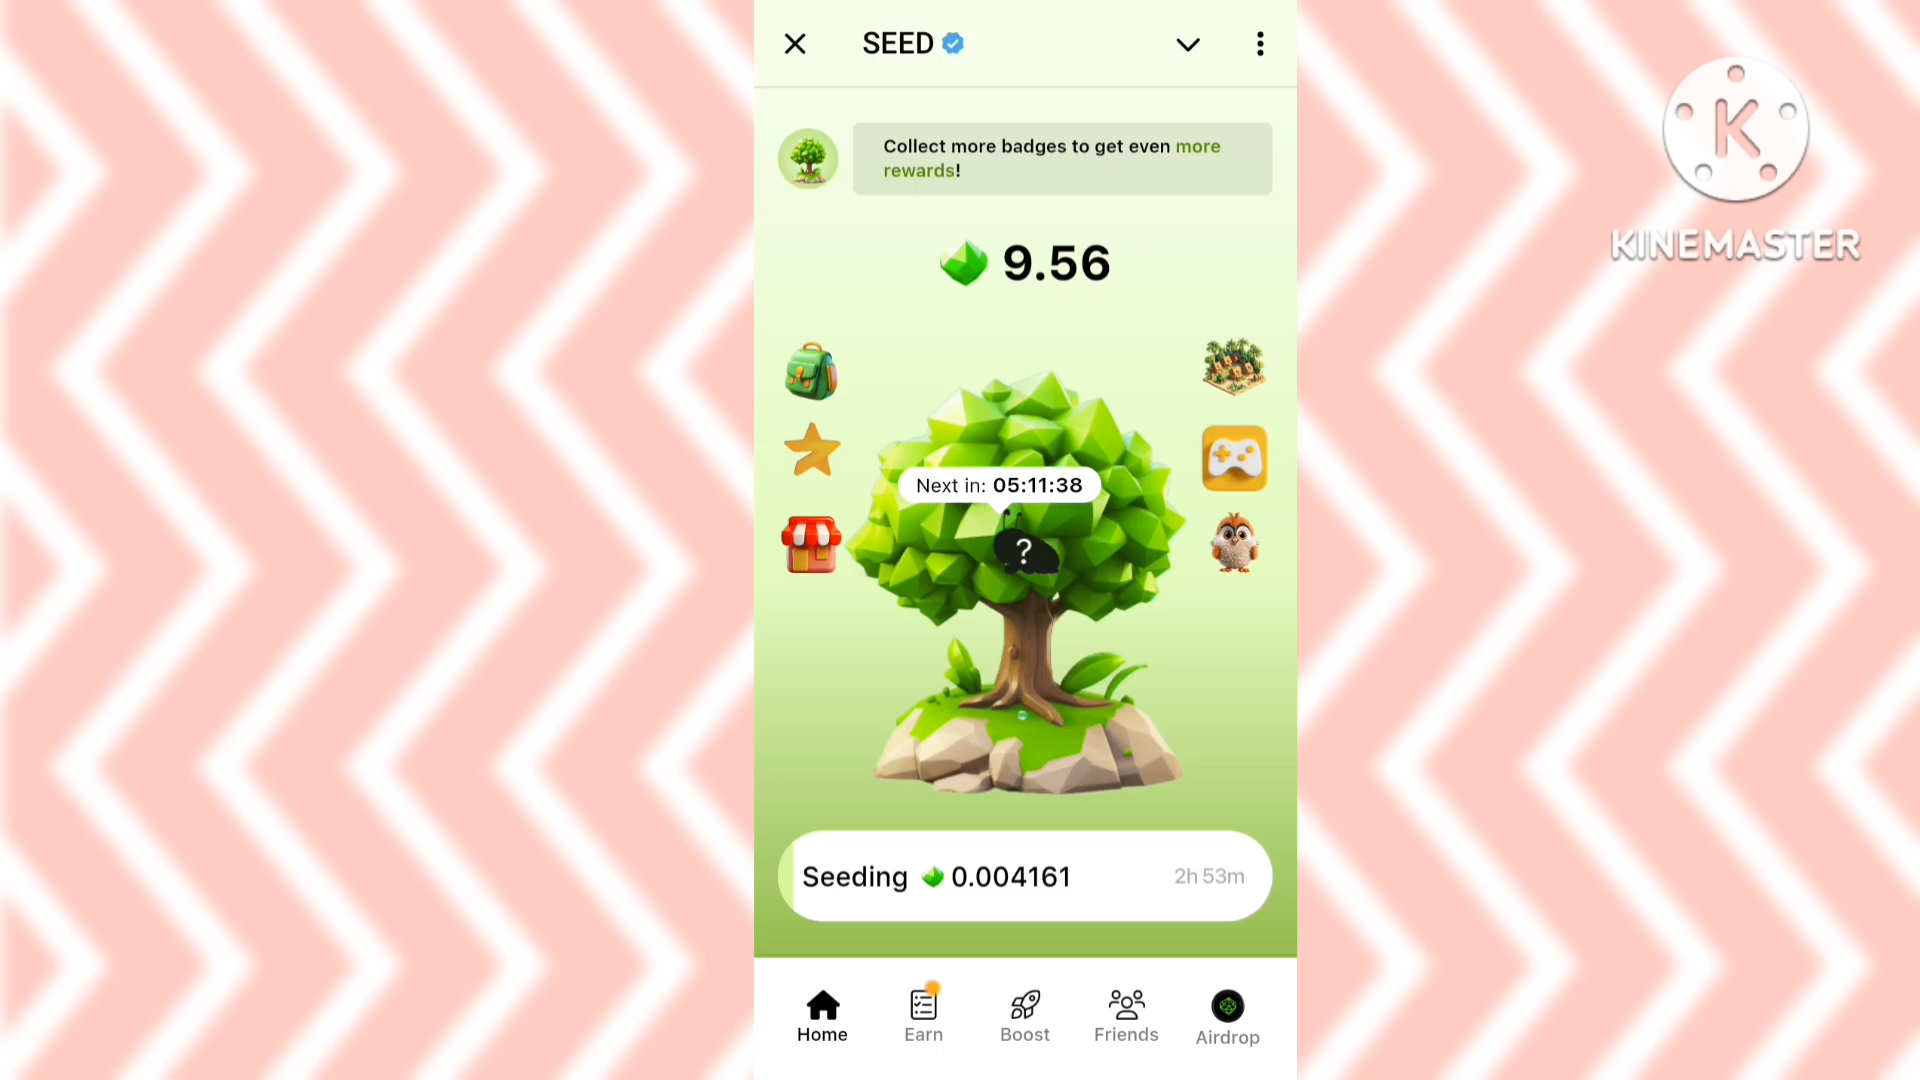 SEED
Collect more badges to get even more
rewards!
9.56
Next in: 05:11:38
?
Seeding 0.004161 2h 53m
Home Earn Boost Friends Airdrop
K
KINEMASTER